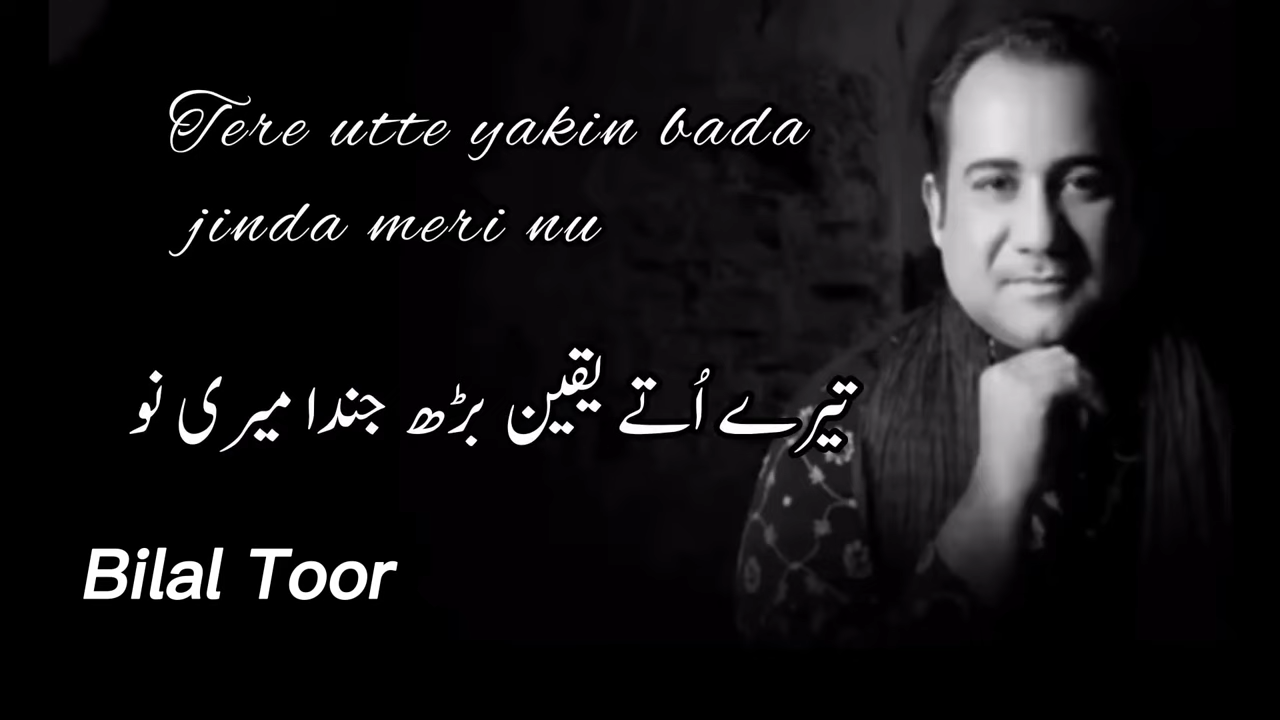 Tere utte yakin bada
jinda meri nu
تیرے اُتے یقین بڑھ جندا میری نو
Bilal Toor